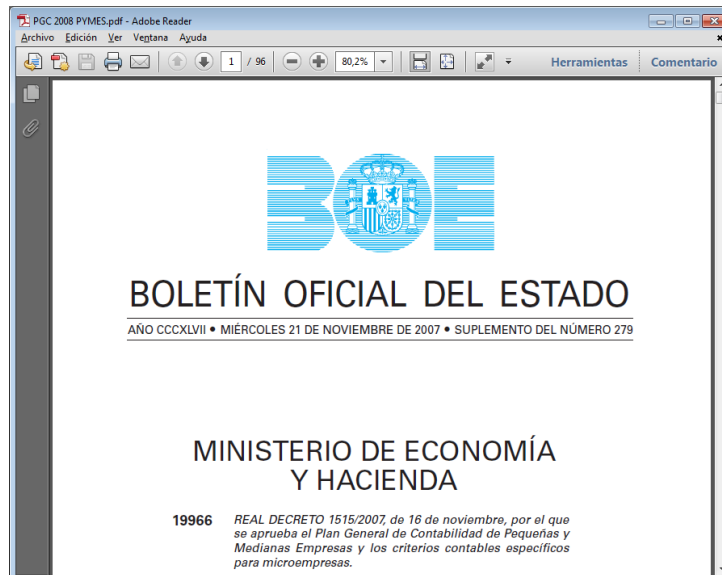 PGC 2008 PYMES.pdf - Adobe Reader
Archivo Edición Ver Ventana Ayuda
1 / 96 80,2% Herramientas Comentario
BOE
BOLETÍN OFICIAL DEL ESTADO
AÑO CCCXLVII • MIÉRCOLES 21 DE NOVIEMBRE DE 2007 • SUPLEMENTO DEL NÚMERO 279
MINISTERIO DE ECONOMÍA
Y HACIENDA
19966 REAL DECRETO 1515/2007, de 16 de noviembre, por el que
se aprueba el Plan General de Contabilidad de Pequeñas y
Medianas Empresas y los criterios contables específicos
para microempresas.